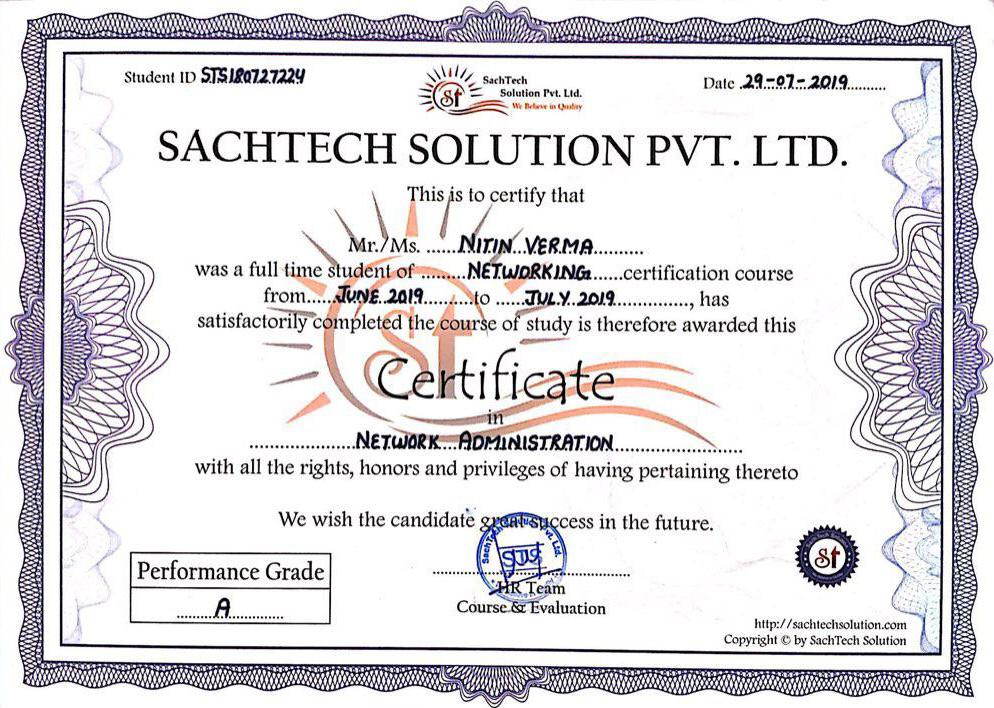 Student ID STS180727224
SachTech
Solution Pvt. Ltd.
We Believe in Quality
st
Date .29-07-2019..........
SACHTECH SOLUTION PVT. LTD.
This is to certify that
Mr./Ms. ......NITIN...VERMA..........
was a full time student of ........NETWORKING......certification course
from......JUNE.2019..........to ......JULY.2019..............., has
satisfactorily completed the course of study is therefore awarded this
St
Certificate
in
.......................NETWORK...ADMINISTRATION...........................
with all the rights, honors and privileges of having pertaining thereto
We wish the candidate great success in the future.
Performance Grade
.........A.............
HR Team
Course & Evaluation
st
http://sachtechsolution.com
Copyright © by SachTech Solution